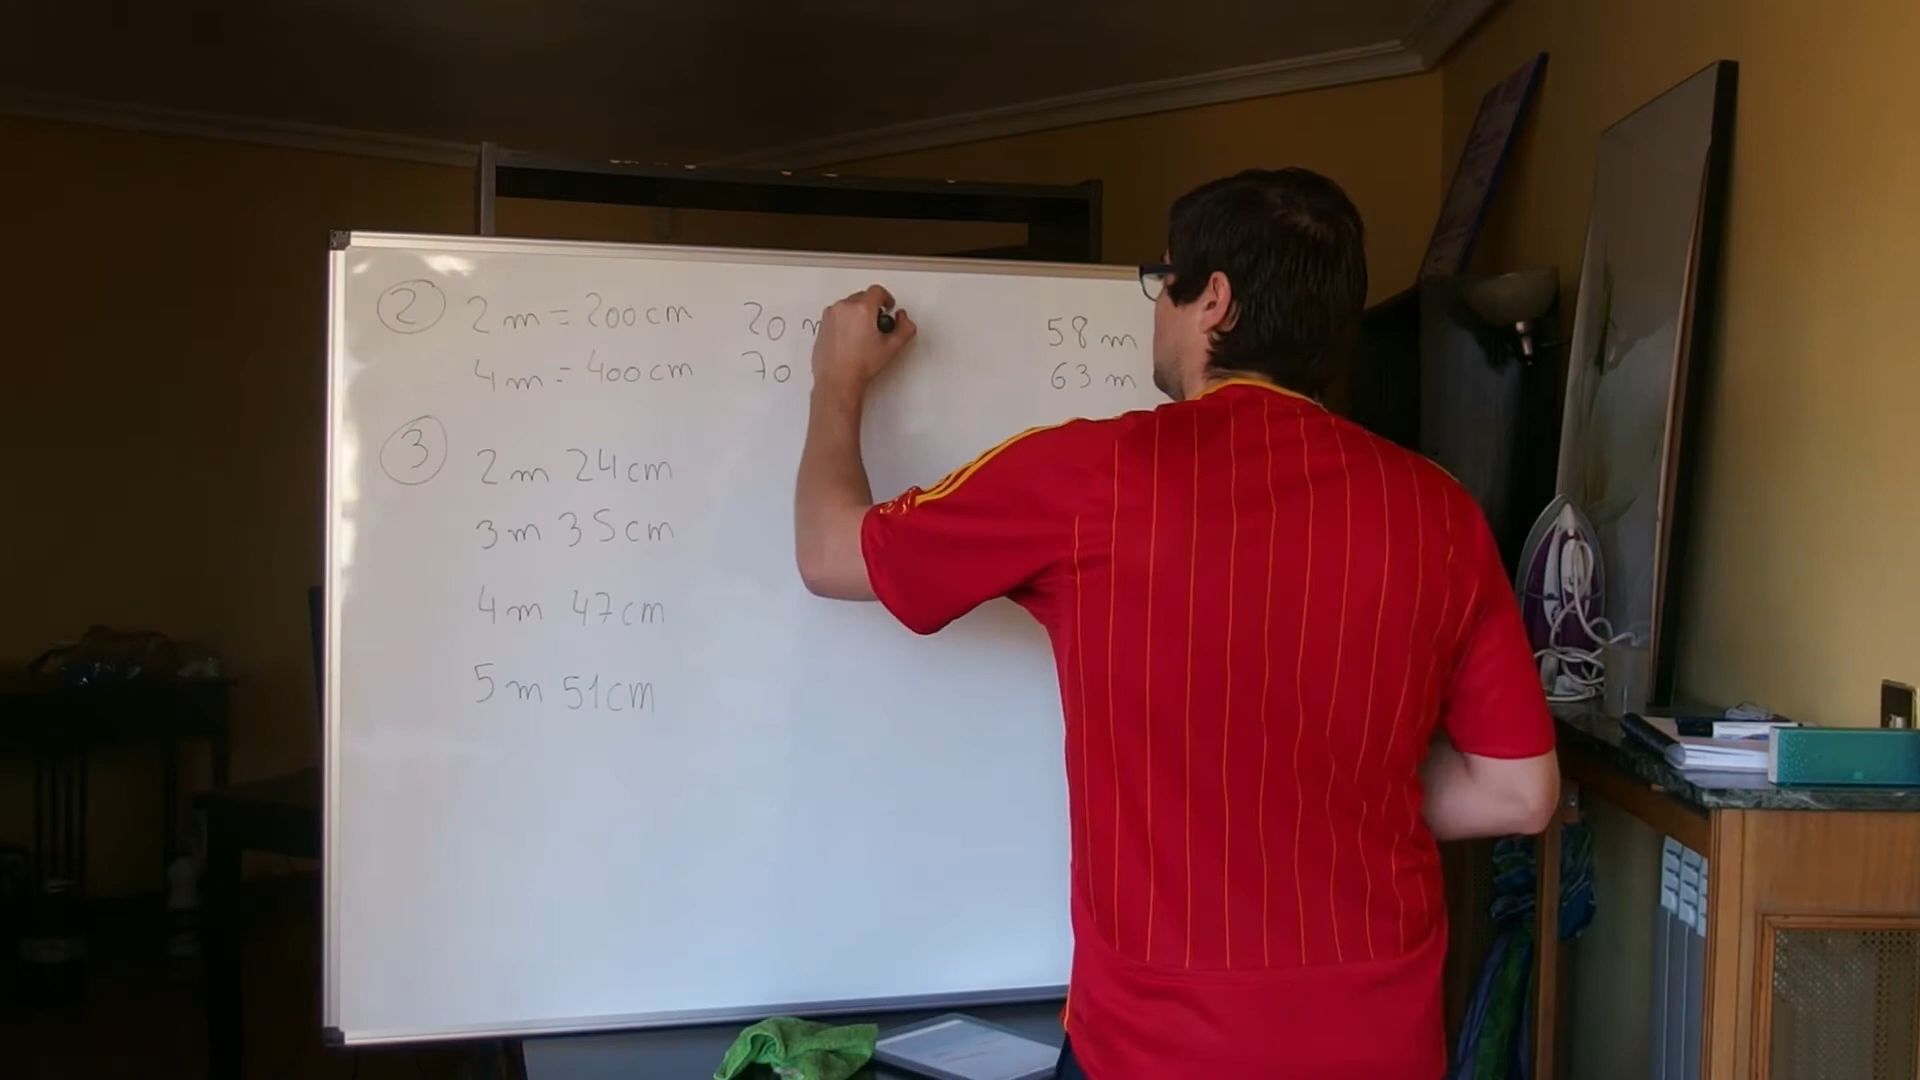 2 2 m = 200 cm 20 58 m
4 m = 400 cm 70 63 m
3
2 m 24 cm
3 m 35 cm
4 m 47 cm
5 m 51 cm